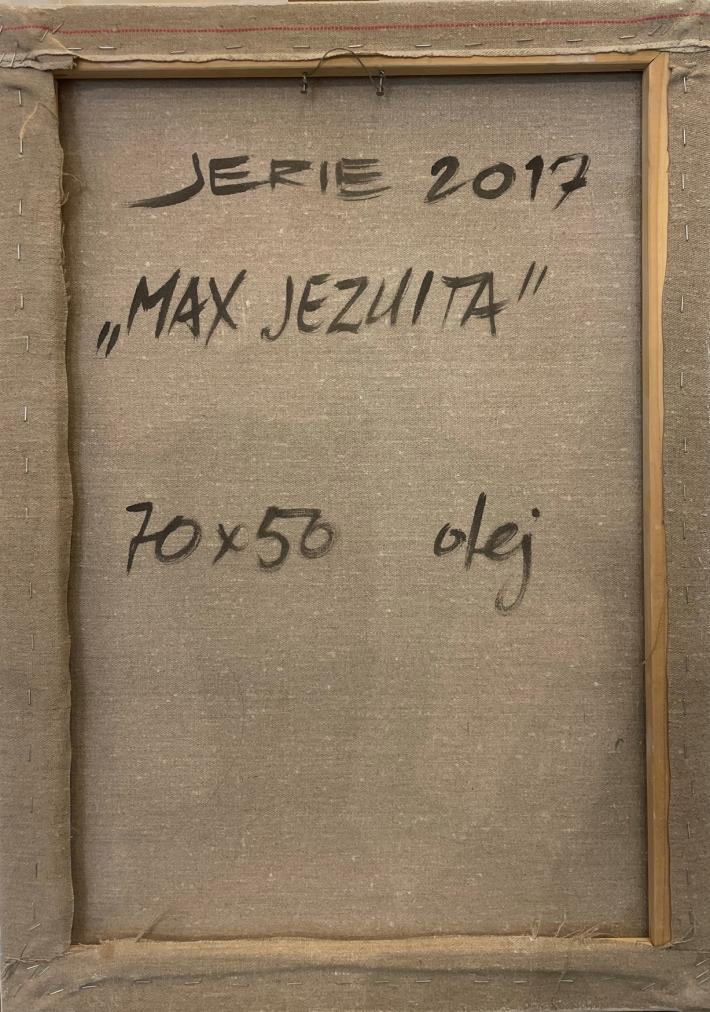 JERIE 2017
„MAX JEZUITA"
70x50 olej